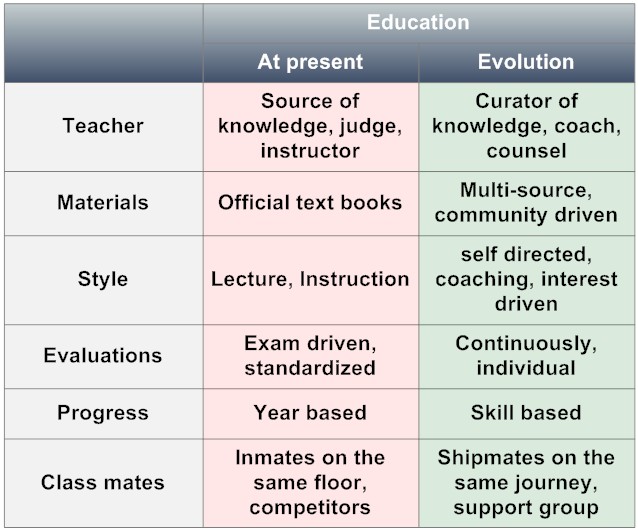 Education
At present
Evolution
Teacher
Source of
knowledge, judge,
instructor
Curator of
knowledge, coach,
counsel
Materials
Official text books
Multi-source,
community driven
Style
Lecture, Instruction
self directed,
coaching, interest
driven
Evaluations
Exam driven,
standardized
Continuously,
individual
Progress
Year based
Skill based
Class mates
Inmates on the
same floor,
competitors
Shipmates on the
same journey,
support group